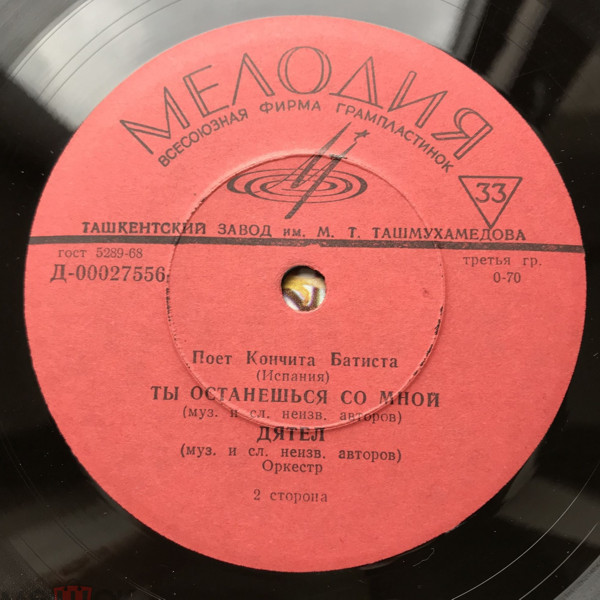 МЕЛОДИЯ
ВСЕСОЮЗНАЯ ФИРМА ГРАМПЛАСТИНОК
33
ТАШКЕНТСКИЙ ЗАВОД им. М. Т. ТАШМУХАМЕДОВА
гост 5289-68
третья гр.
Д-00027556
0-70
Поет Кончита Батиста
(Испания)
ТЫ ОСТАНЕШЬСЯ СО МНОЙ
(муз. и сл. неизв. авторов)
ДЯТЕЛ
(муз. и сл. неизв. авторов)
Оркестр
2 сторона